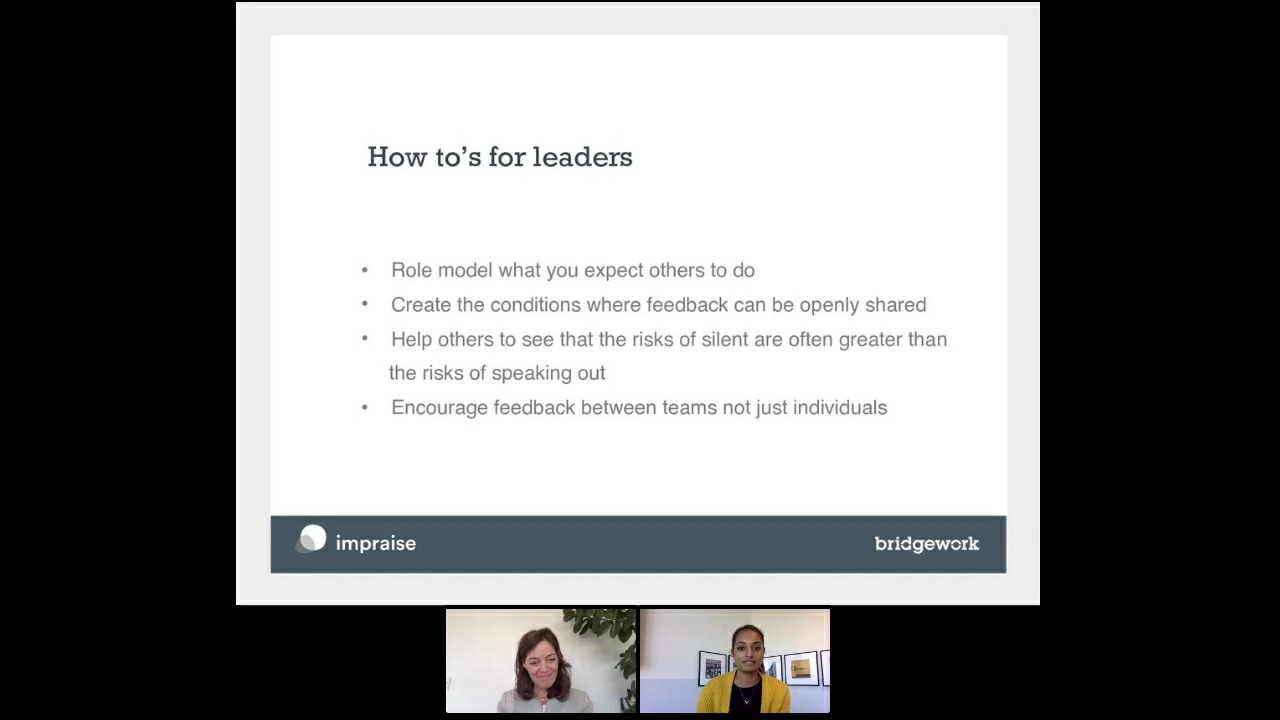 How to’s for leaders
• Role model what you expect others to do
• Create the conditions where feedback can be openly shared
• Help others to see that the risks of silent are often greater than
the risks of speaking out
• Encourage feedback between teams not just individuals
impraise
bridgework